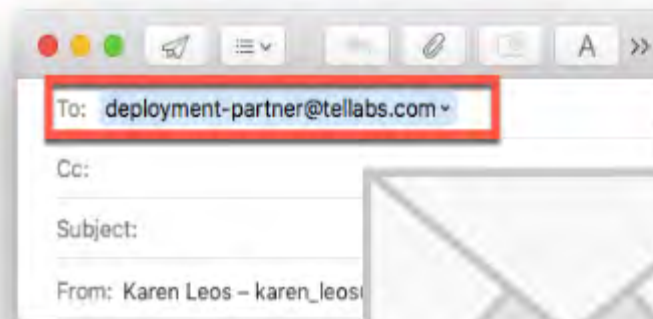 A >>
To: deployment-partner@tellabs.com
Cc:
Subject:
From: Karen Leos – karen_leos